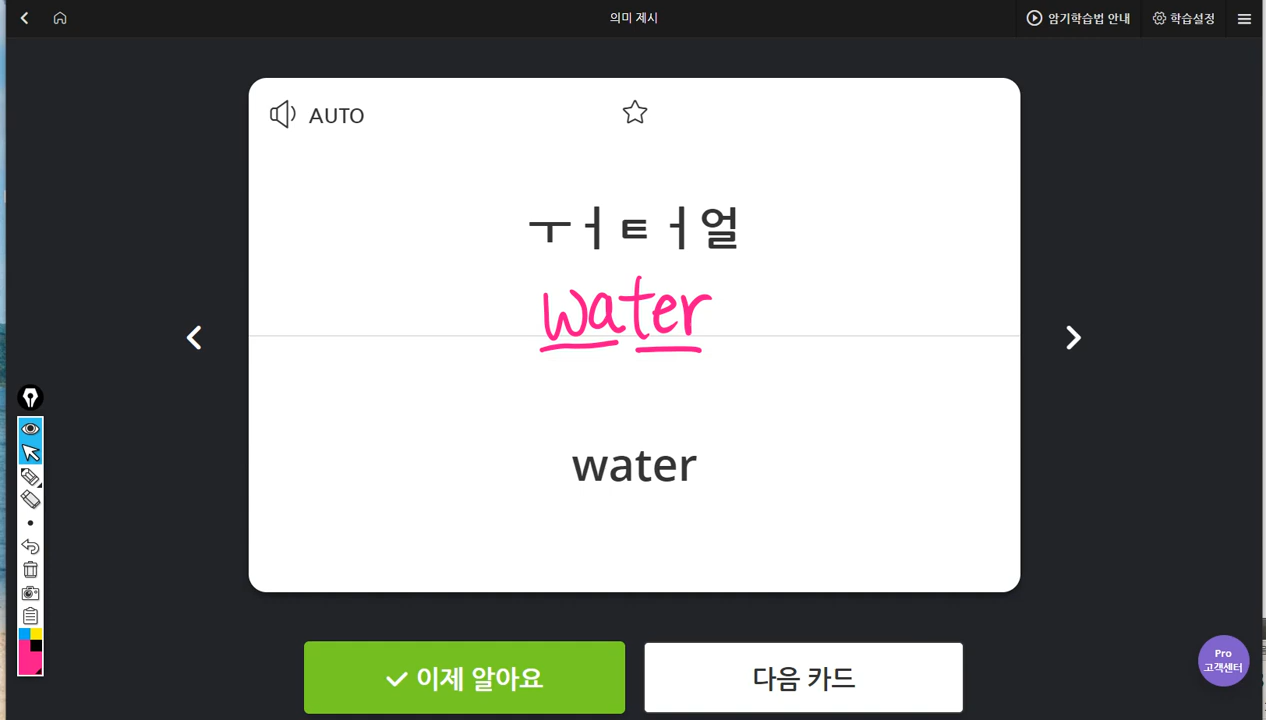 의미 제시
암기학습법 안내
학습설정
AUTO
ㅜㅓㅌㅓ얼
water
water
이제 알아요
다음 카드
Pro
고객센터